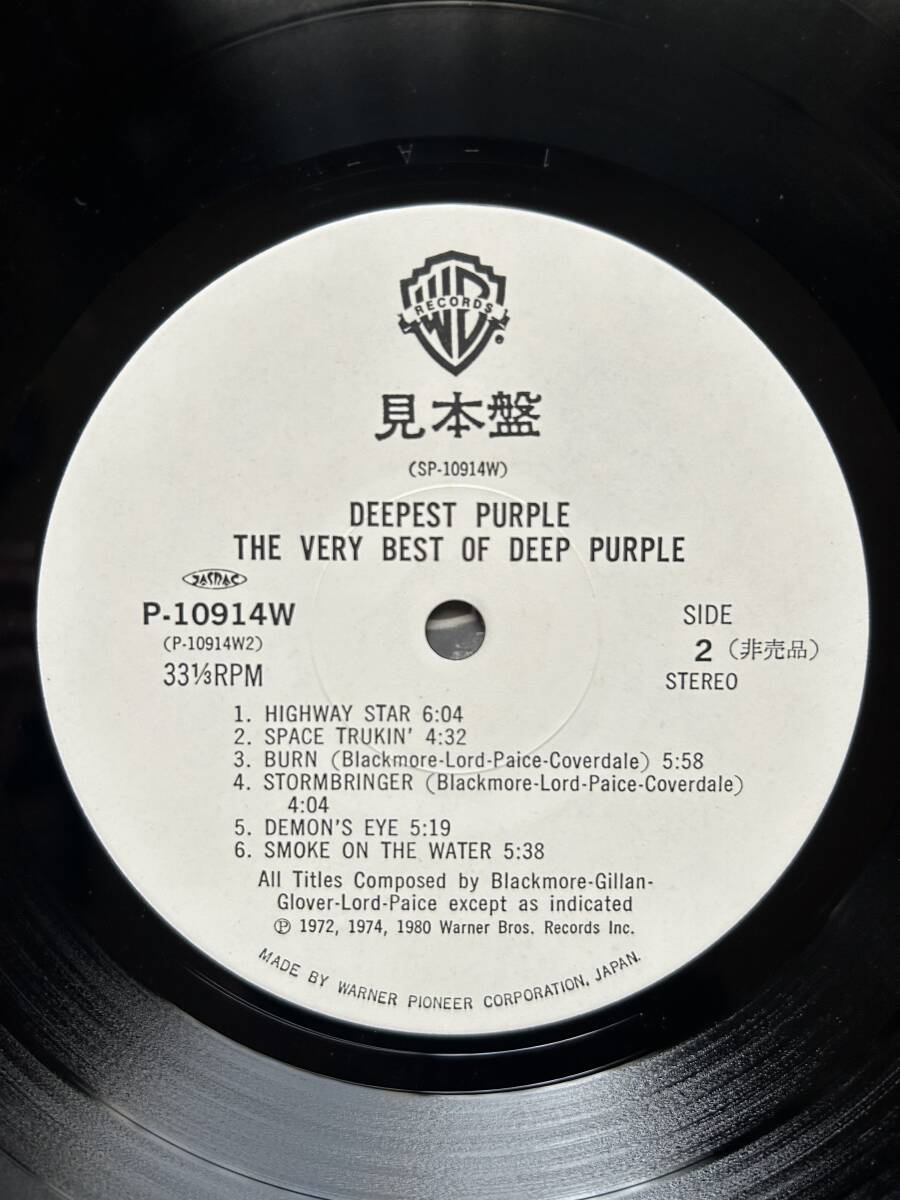 1 - A -
WB
RECORDS
®
見本盤
(SP-10914W)
DEEPEST PURPLE
THE VERY BEST OF DEEP PURPLE
JASRAC
P-10914W
(P-10914W2)
33⅓RPM
SIDE
2 (非売品)
STEREO
1. HIGHWAY STAR 6:04
2. SPACE TRUKIN' 4:32
3. BURN (Blackmore-Lord-Paice-Coverdale) 5:58
4. STORMBRINGER (Blackmore-Lord-Paice-Coverdale)
4:04
5. DEMON'S EYE 5:19
6. SMOKE ON THE WATER 5:38
All Titles Composed by Blackmore-Gillan-
Glover-Lord-Paice except as indicated
℗ 1972, 1974, 1980 Warner Bros. Records Inc.
MADE BY WARNER PIONEER CORPORATION, JAPAN.